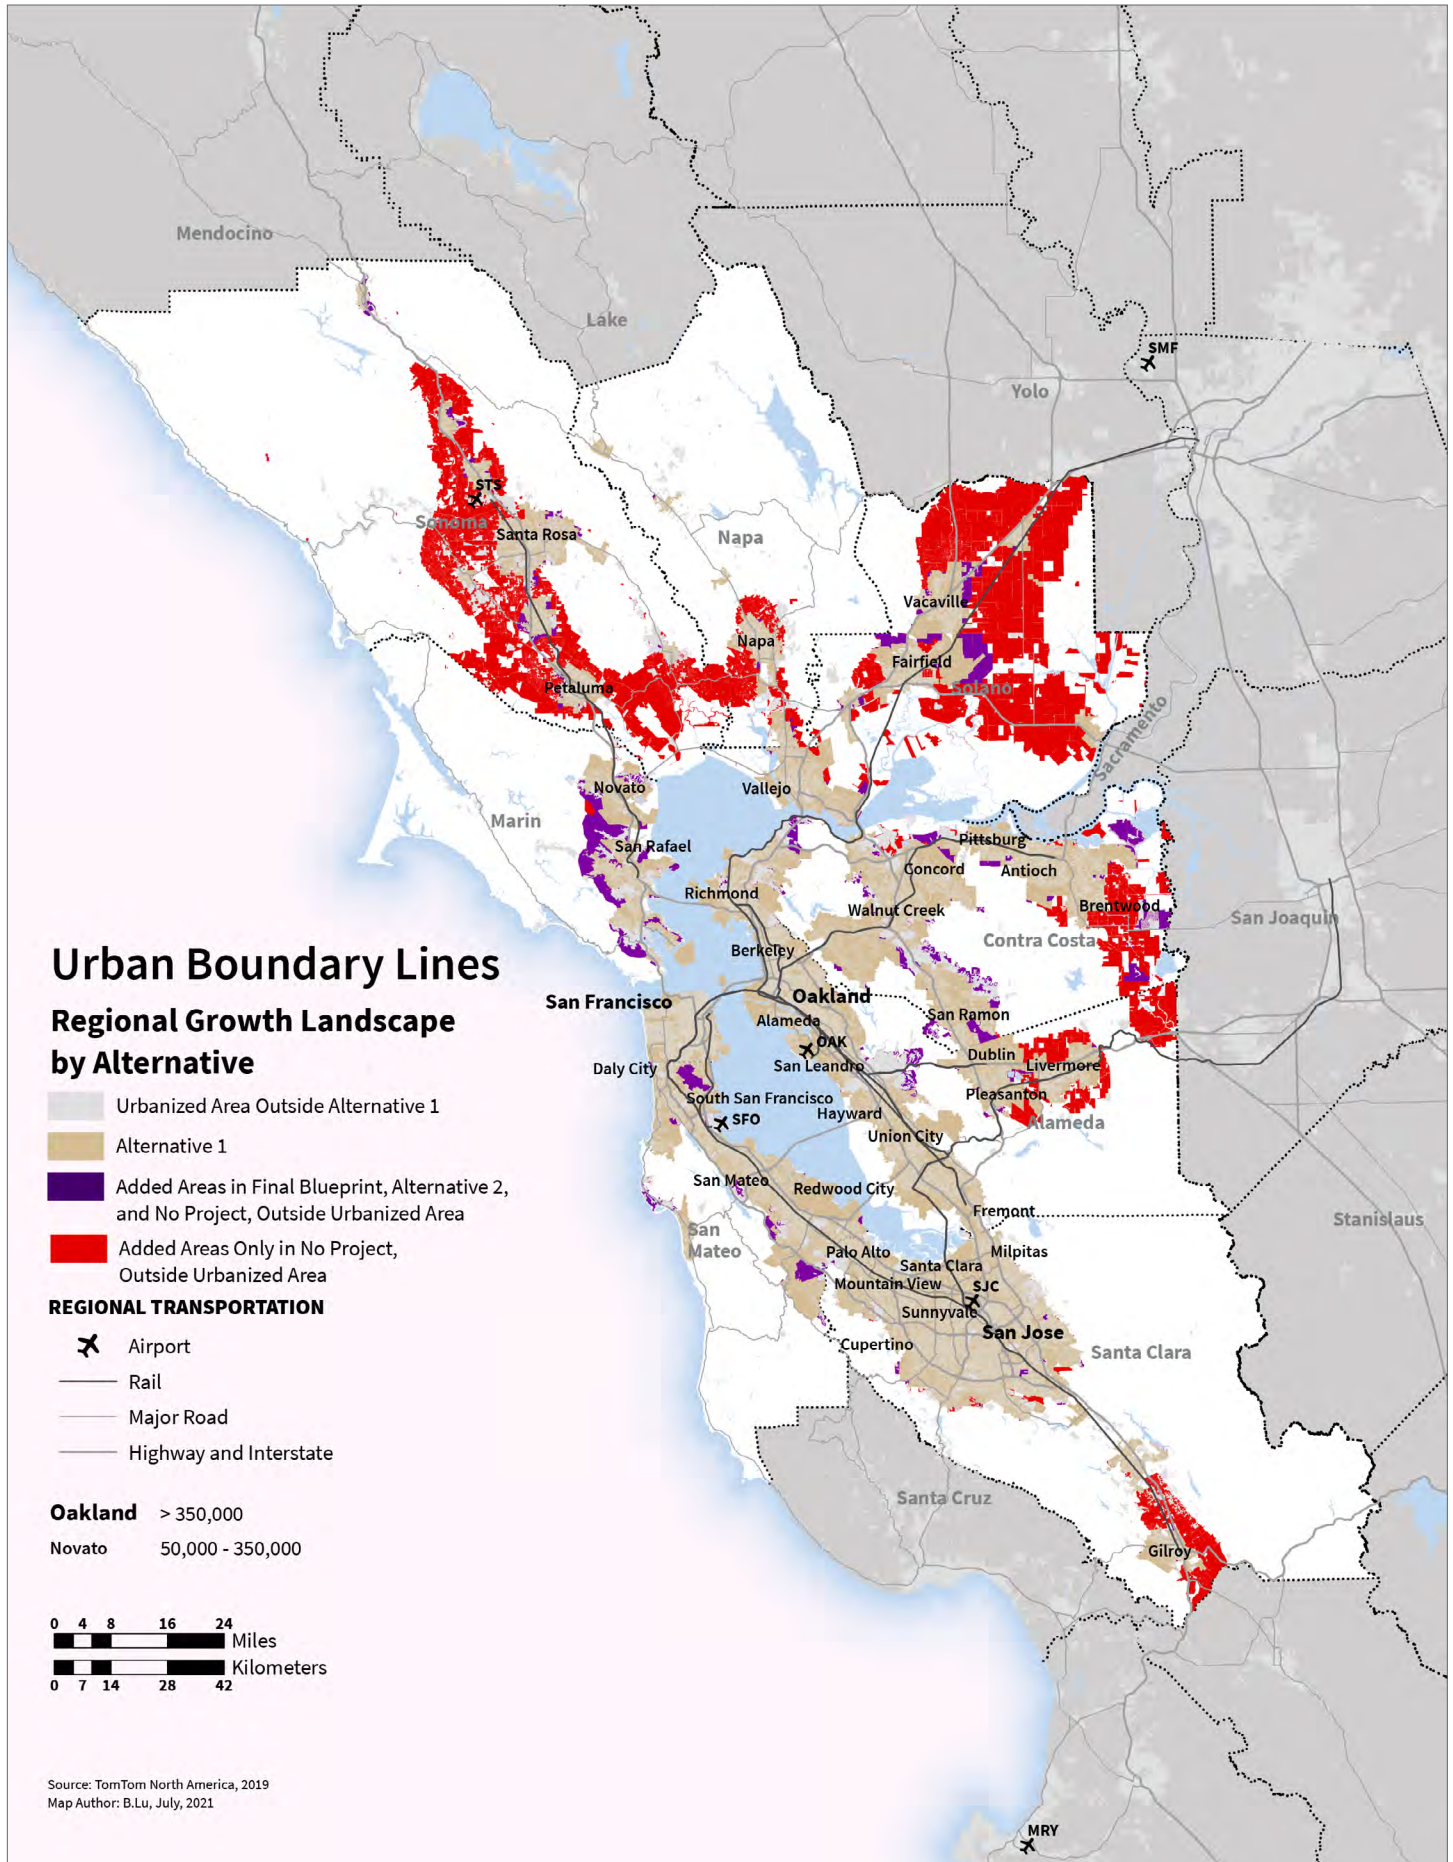 Mendocino
Lake
SMF
Yolo
STS
Sonoma
Santa Rosa
Napa
Vacaville
Napa
Fairfield
Solano
Petaluma
Sacramento
Novato
Vallejo
Marin
San Rafael
Pittsburg
Concord
Antioch
Richmond
Walnut Creek
Brentwood
San Joaquin
Contra Costa
Berkeley
San Francisco
Oakland
Alameda
San Ramon
OAK
Dublin
Daly City
San Leandro
Livermore
Pleasanton
South San Francisco
SFO
Hayward
Alameda
Union City
San Mateo
Redwood City
Fremont
Stanislaus
San
Mateo
Palo Alto
Milpitas
Santa Clara
Mountain View
SJC
Sunnyvale
San Jose
Cupertino
Santa Clara
Santa Cruz
Gilroy
MRY
Urban Boundary Lines
Regional Growth Landscape
by Alternative
Urbanized Area Outside Alternative 1
Alternative 1
Added Areas in Final Blueprint, Alternative 2,
and No Project, Outside Urbanized Area
Added Areas Only in No Project,
Outside Urbanized Area
REGIONAL TRANSPORTATION
Airport
Rail
Major Road
Highway and Interstate
Oakland > 350,000
Novato 50,000 - 350,000
0 4 8 16 24
Miles
Kilometers
0 7 14 28 42
Source: TomTom North America, 2019
Map Author: B.Lu, July, 2021